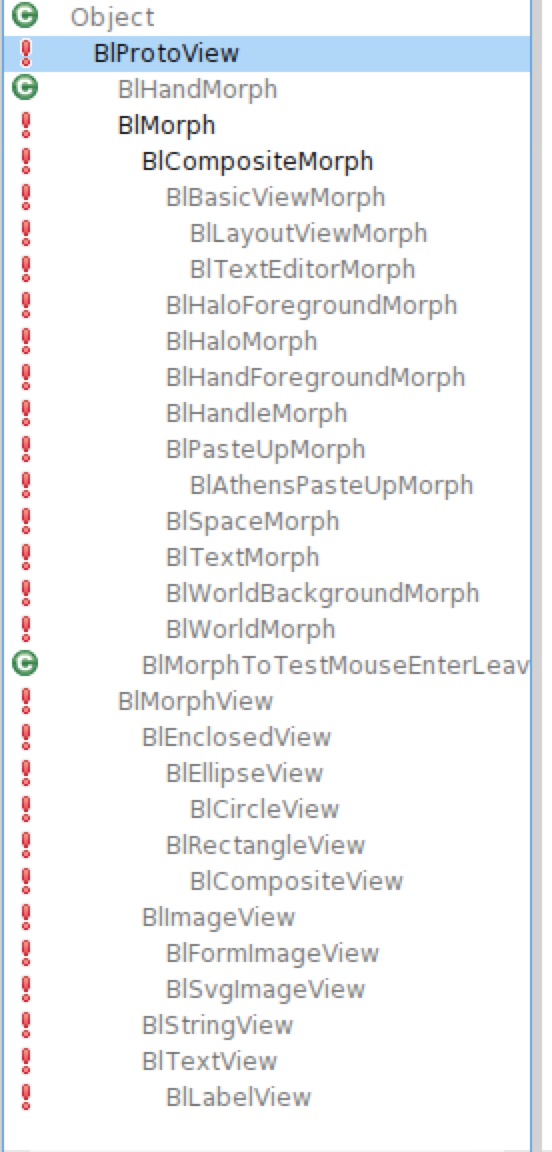 Object
BlProtoView
BlHandMorph
BlMorph
BlCompositeMorph
BlBasicViewMorph
BlLayoutViewMorph
BlTextEditorMorph
BlHaloForegroundMorph
BlHaloMorph
BlHandForegroundMorph
BlHandleMorph
BlPasteUpMorph
BlAthensPasteUpMorph
BlSpaceMorph
BlTextMorph
BlWorldBackgroundMorph
BlWorldMorph
BlMorphToTestMouseEnterLeav
BlMorphView
BlEnclosedView
BlEllipseView
BlCircleView
BlRectangleView
BlCompositeView
BlImageView
BlFormImageView
BlSvgImageView
BlStringView
BlTextView
BlLabelView